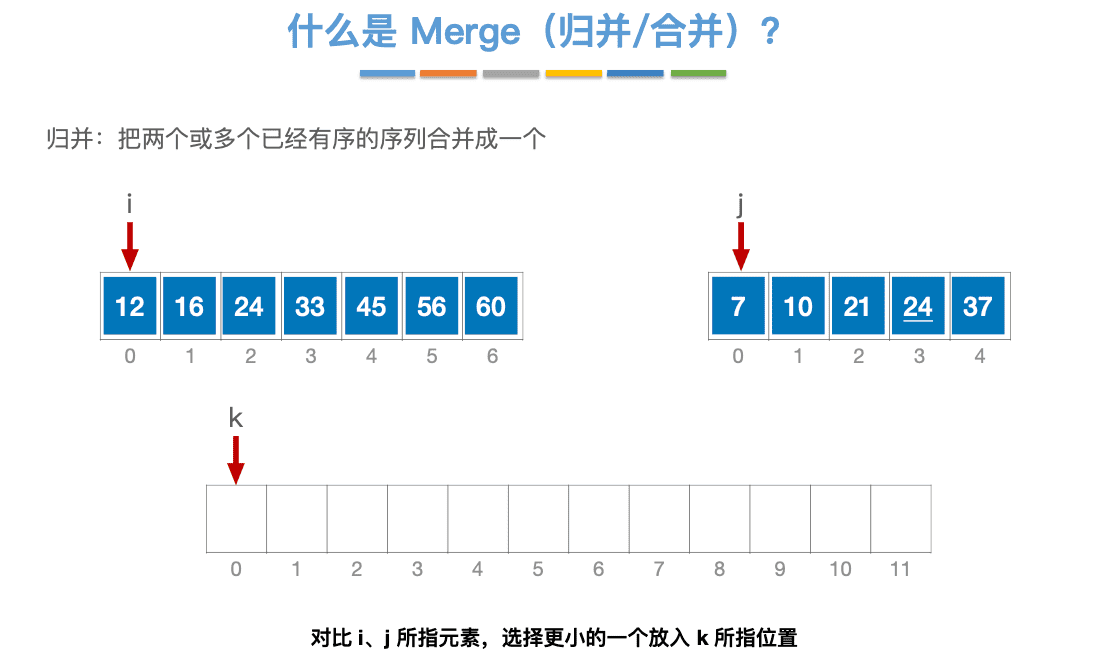 什么是 Merge（归并/合并）？
归并：把两个或多个已经有序的序列合并成一个
i
j
12 16 24 33 45 56 60
7 10 21 24 37
0 1 2 3 4 5 6
0 1 2 3 4
k
0 1 2 3 4 5 6 7 8 9 10 11
对比 i、j 所指元素，选择更小的一个放入 k 所指位置